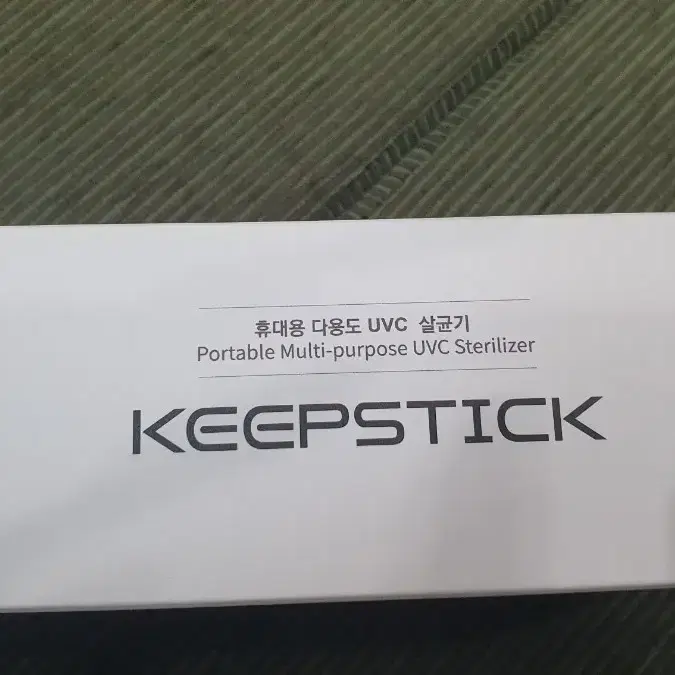 휴대용 다용도 UVC 살균기
Portable Multi-purpose UVC Sterilizer
KEEPSTICK